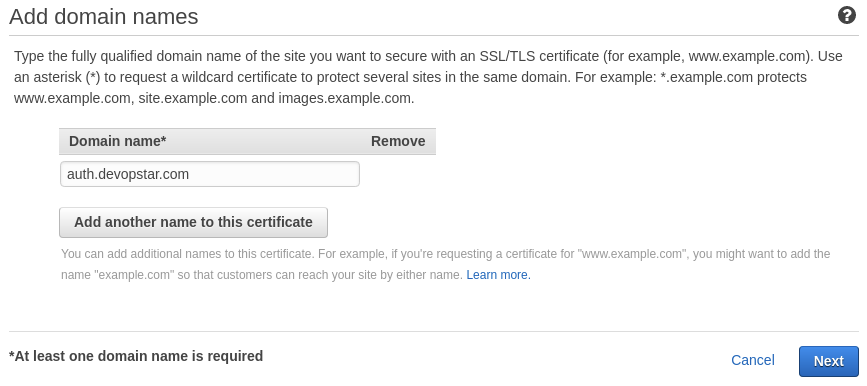 Add domain names
?
Type the fully qualified domain name of the site you want to secure with an SSL/TLS certificate (for example, www.example.com). Use
an asterisk (*) to request a wildcard certificate to protect several sites in the same domain. For example: *.example.com protects
www.example.com, site.example.com and images.example.com.
Domain name* Remove
auth.devopstar.com
Add another name to this certificate
You can add additional names to this certificate. For example, if you're requesting a certificate for "www.example.com", you might want to add the
name "example.com" so that customers can reach your site by either name. Learn more.
*At least one domain name is required
Cancel Next